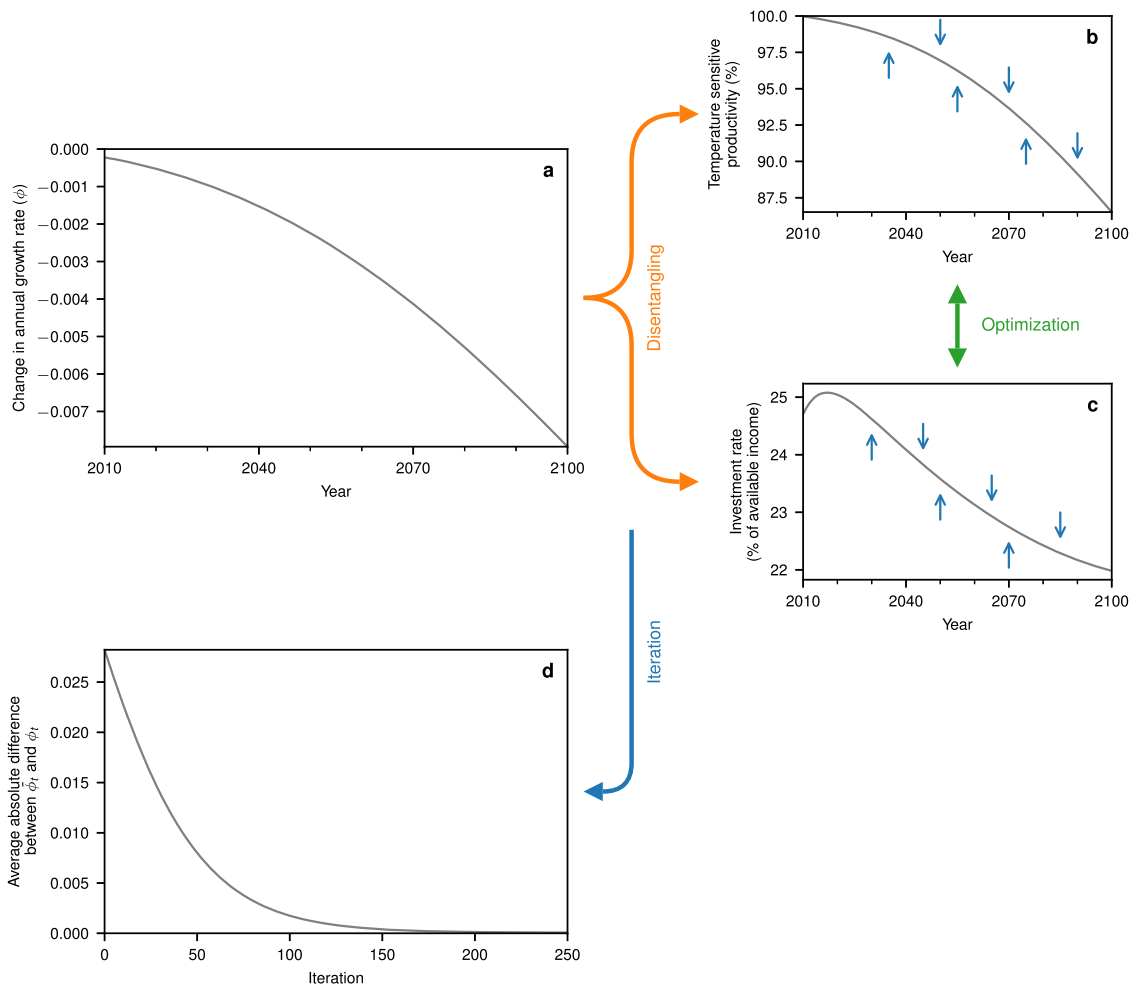 a
0.000
−0.001
−0.002
−0.003
−0.004
−0.005
−0.006
−0.007
Change in annual growth rate (ϕ)
2010
2040
2070
2100
Year
Disentangling
b
100.0
97.5
95.0
92.5
90.0
87.5
Temperature sensitive
productivity (%)
2010
2040
2070
2100
Year
Optimization
c
25
24
23
22
Investment rate
(% of available income)
2010
2040
2070
2100
Year
Iteration
d
0.025
0.020
0.015
0.010
0.005
0.000
Average absolute difference
between ϕ̄t and ϕt
0
50
100
150
200
250
Iteration